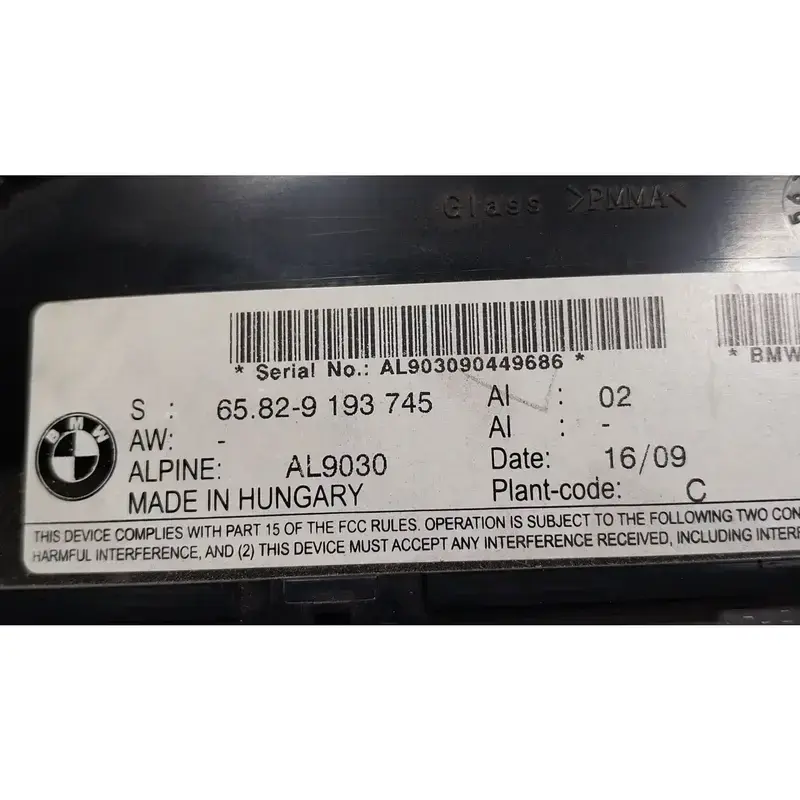 Glass >PMMA<
* Serial No.: AL903090449686 *
* BMW
BMW
S : 65.82-9 193 745
AI : 02
AW: -
AI : -
ALPINE: AL9030
Date: 16/09
MADE IN HUNGARY
Plant-code: C
THIS DEVICE COMPLIES WITH PART 15 OF THE FCC RULES. OPERATION IS SUBJECT TO THE FOLLOWING TWO CON
HARMFUL INTERFERENCE, AND (2) THIS DEVICE MUST ACCEPT ANY INTERFERENCE RECEIVED, INCLUDING INTERF